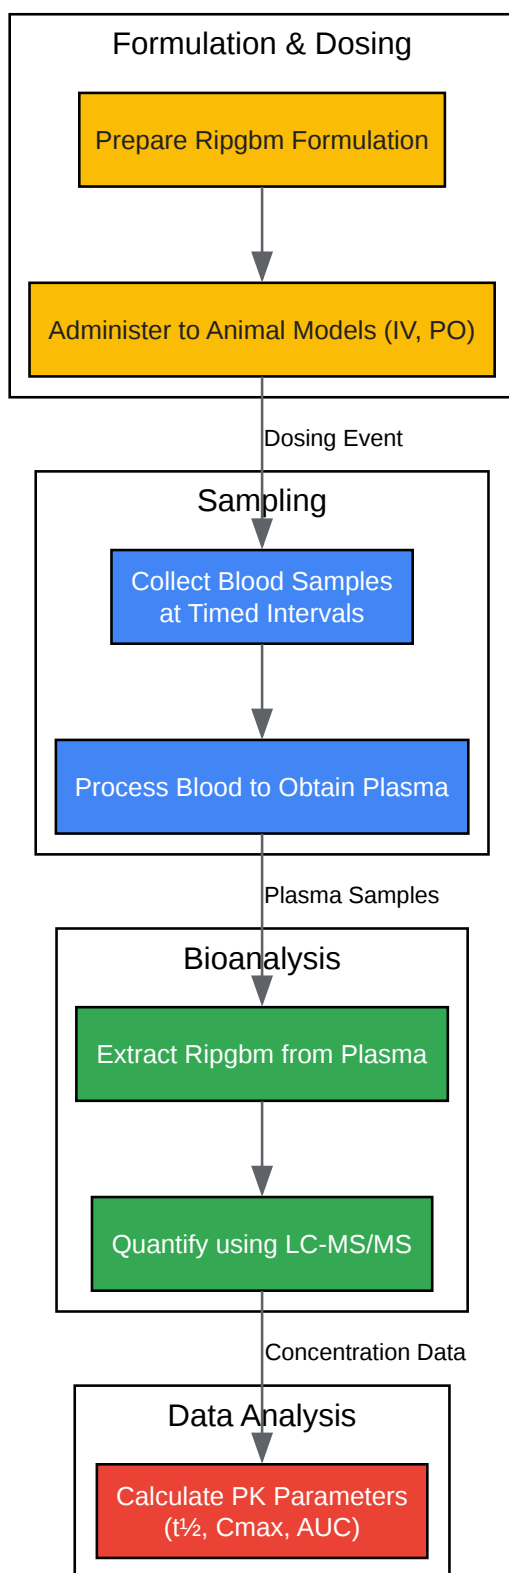 Formulation & Dosing
Prepare Ripgbm Formulation
Administer to Animal Models (IV, PO)
Dosing Event
Sampling
Collect Blood Samples
at Timed Intervals
Process Blood to Obtain Plasma
Plasma Samples
Bioanalysis
Extract Ripgbm from Plasma
Quantify using LC-MS/MS
Concentration Data
Data Analysis
Calculate PK Parameters
(t½, Cmax, AUC)